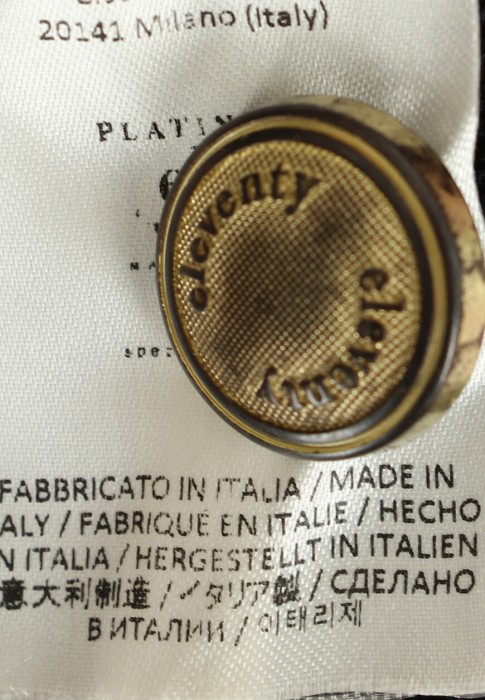 20141 Milano (Italy)
PLATIN
eleventy
eleventy
FABBRICATO IN ITALIA / MADE IN
ALY / FABRIQUÉ EN ITALIE / HECHO
N ITALIA / HERGESTELLT IN ITALIEN
意大利制造 / イタリア製 / СДЕЛАНО
В ИТАЛИИ / 이태리제